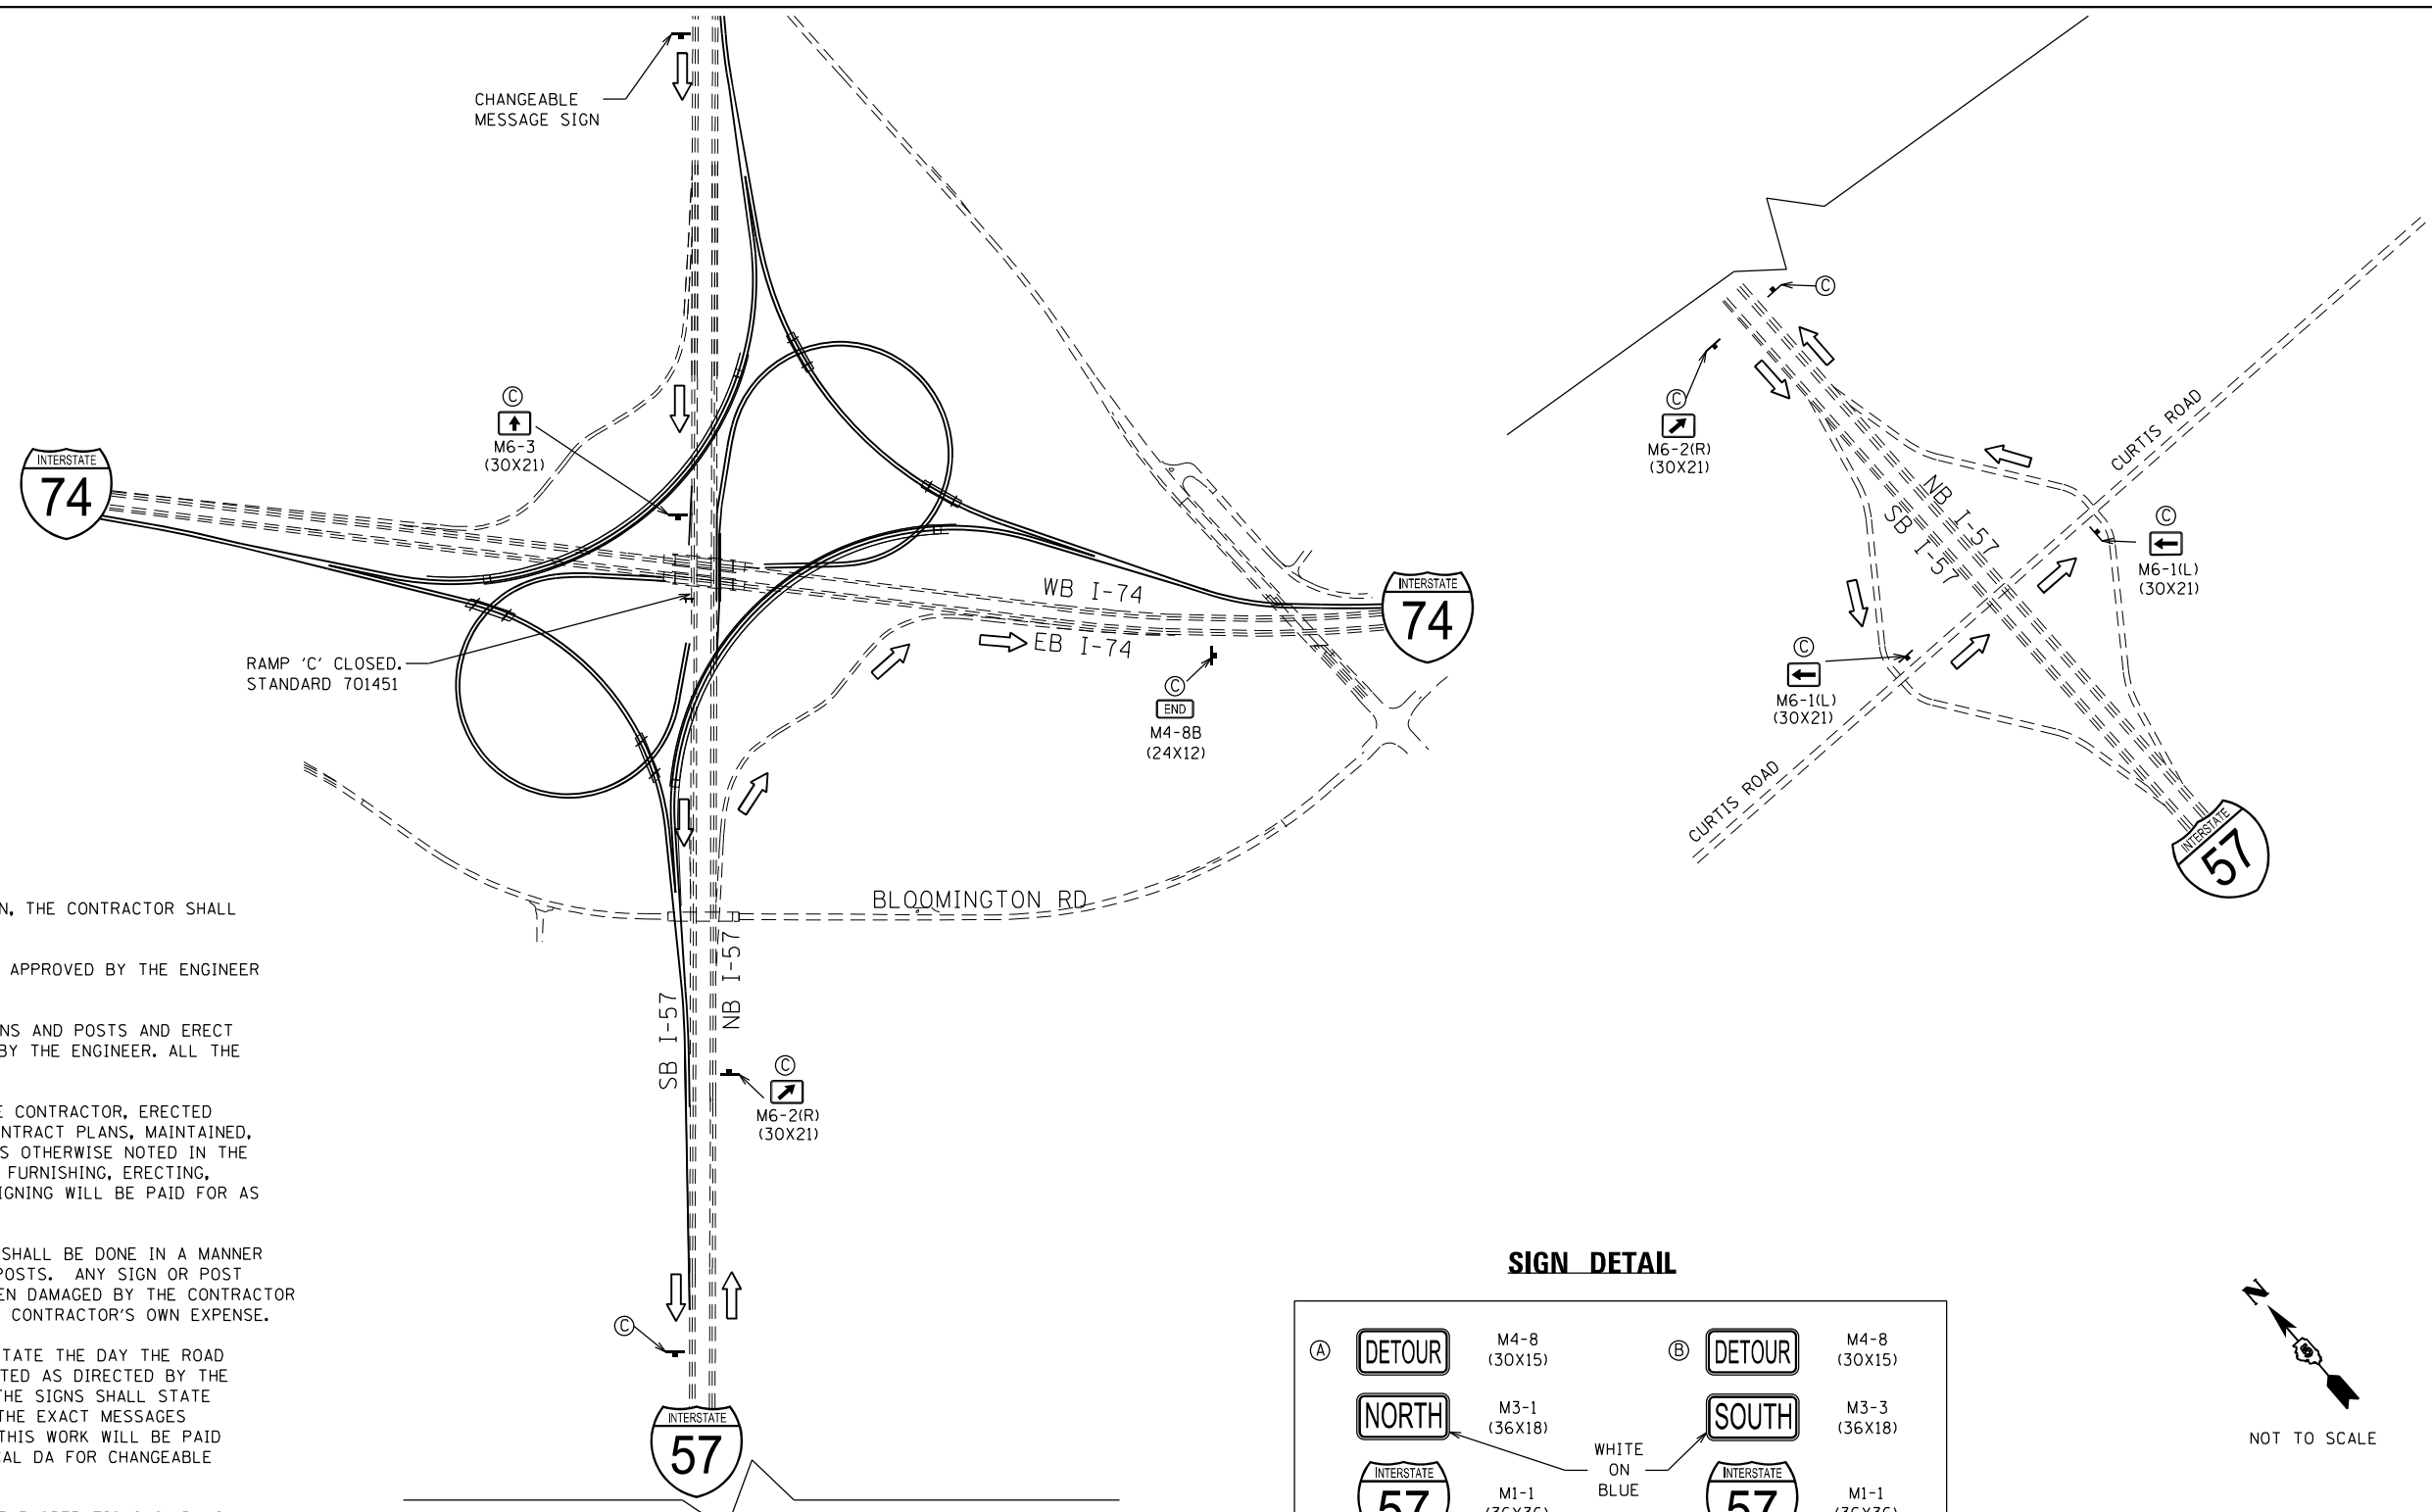 CHANGEABLE
MESSAGE SIGN
C
M6-3
(30X21)
INTERSTATE
74
RAMP 'C' CLOSED.
STANDARD 701451
WB I-74
EB I-74
INTERSTATE
74
C
END
M4-8B
(24X12)
BLOOMINGTON RD
SB I-57
NB I-57
C
M6-2(R)
(30X21)
C
INTERSTATE
57
C
C
M6-2(R)
(30X21)
CURTIS ROAD
NB I-57
SB I-57
C
M6-1(L)
(30X21)
C
M6-1(L)
(30X21)
CURTIS ROAD
INTERSTATE
57
N, THE CONTRACTOR SHALL
APPROVED BY THE ENGINEER
NS AND POSTS AND ERECT
BY THE ENGINEER. ALL THE
E CONTRACTOR, ERECTED
NTRACT PLANS, MAINTAINED,
S OTHERWISE NOTED IN THE
FURNISHING, ERECTING,
IGNING WILL BE PAID FOR AS
SHALL BE DONE IN A MANNER
POSTS. ANY SIGN OR POST
EN DAMAGED BY THE CONTRACTOR
CONTRACTOR'S OWN EXPENSE.
TATE THE DAY THE ROAD
TED AS DIRECTED BY THE
THE SIGNS SHALL STATE
THE EXACT MESSAGES
THIS WORK WILL BE PAID
CAL DA FOR CHANGEABLE
SIGN DETAIL
A DETOUR M4-8 B DETOUR M4-8
(30X15) (30X15)
NORTH M3-1 SOUTH M3-3
(36X18) (36X18)
WHITE
ON
BLUE
INTERSTATE M1-1 INTERSTATE M1-1
57 57
N
NOT TO SCALE